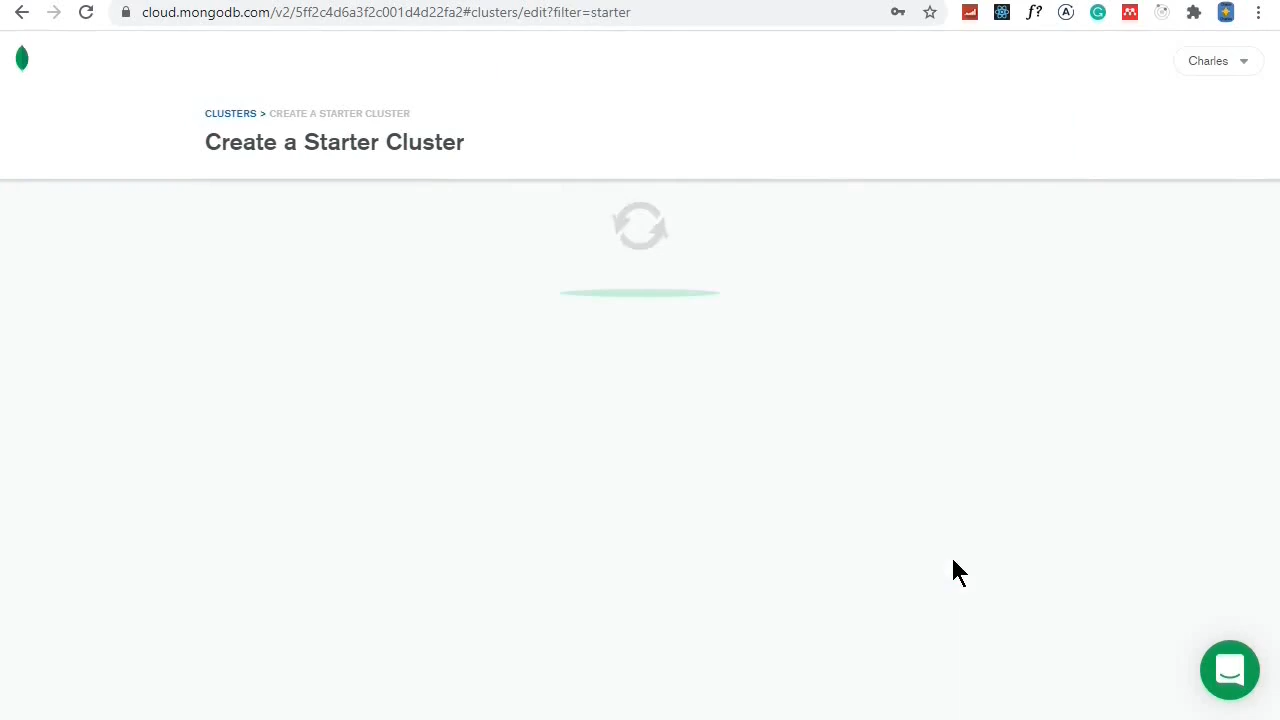 cloud.mongodb.com/v2/5ff2c4d6a3f2c001d4d22fa2#clusters/edit?filter=starter
f?
A
G
Charles
CLUSTERS > CREATE A STARTER CLUSTER
Create a Starter Cluster